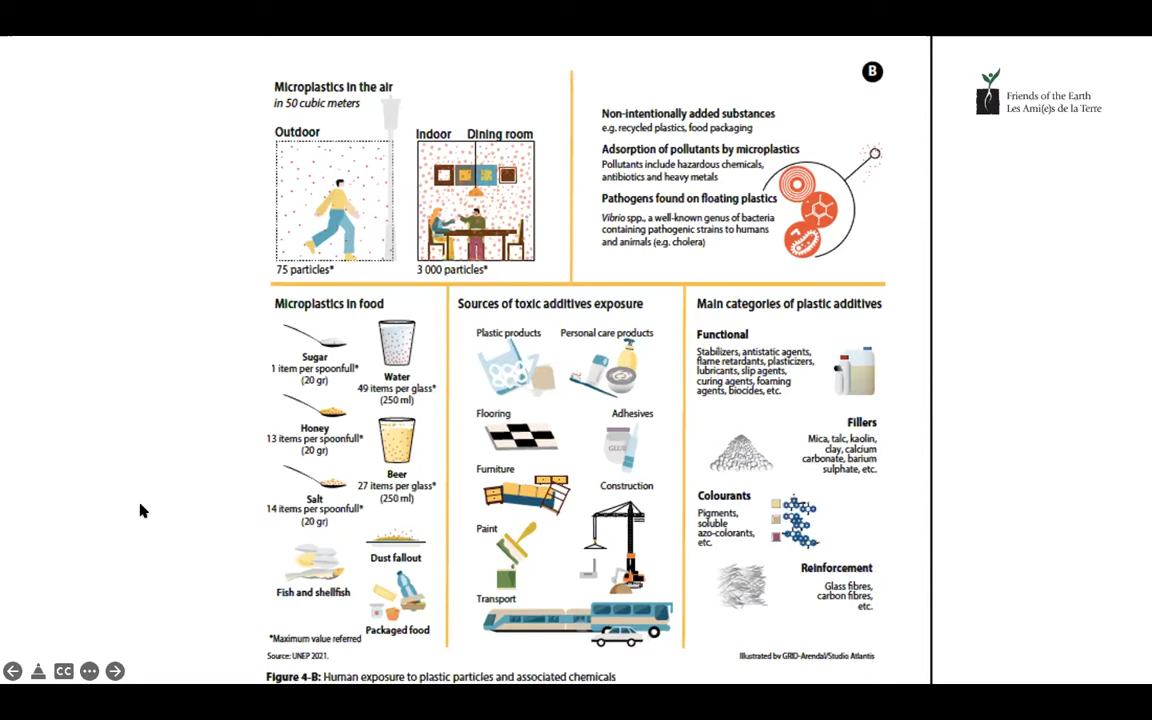 B
Microplastics in the air
in 50 cubic meters
Outdoor
Indoor Dining room
75 particles*
3 000 particles*
Non-intentionally added substances
e.g. recycled plastics, food packaging
Adsorption of pollutants by microplastics
Pollutants include hazardous chemicals,
antibiotics and heavy metals
Pathogens found on floating plastics
Vibrio spp., a well-known genus of bacteria
containing pathogenic strains to humans
and animals (e.g. cholera)
Friends of the Earth
Les Ami(e)s de la Terre
Microplastics in food
Sugar
1 item per spoonfull*
(20 gr)
Water
49 items per glass*
(250 ml)
Honey
13 items per spoonfull*
(20 gr)
Beer
27 items per glass*
(250 ml)
Salt
14 items per spoonfull*
(20 gr)
Dust fallout
Fish and shellfish
Packaged food
*Maximum value referred
Sources of toxic additives exposure
Plastic products
Personal care products
Flooring
Adhesives
GLUE
Furniture
Construction
Paint
Transport
Main categories of plastic additives
Functional
Stabilizers, antistatic agents,
flame retardants, plasticizers,
lubricants, slip agents,
curing agents, foaming
agents, biocides, etc.
Fillers
Mica, talc, kaolin,
clay, calcium
carbonate, barium
sulphate, etc.
Colourants
Pigments,
soluble
azo-colorants,
etc.
Reinforcement
Glass fibres,
carbon fibres,
etc.
Source: UNEP 2021.
Illustrated by GRID-Arendal/Studio Atlantis
Figure 4-B: Human exposure to plastic particles and associated chemicals
CC